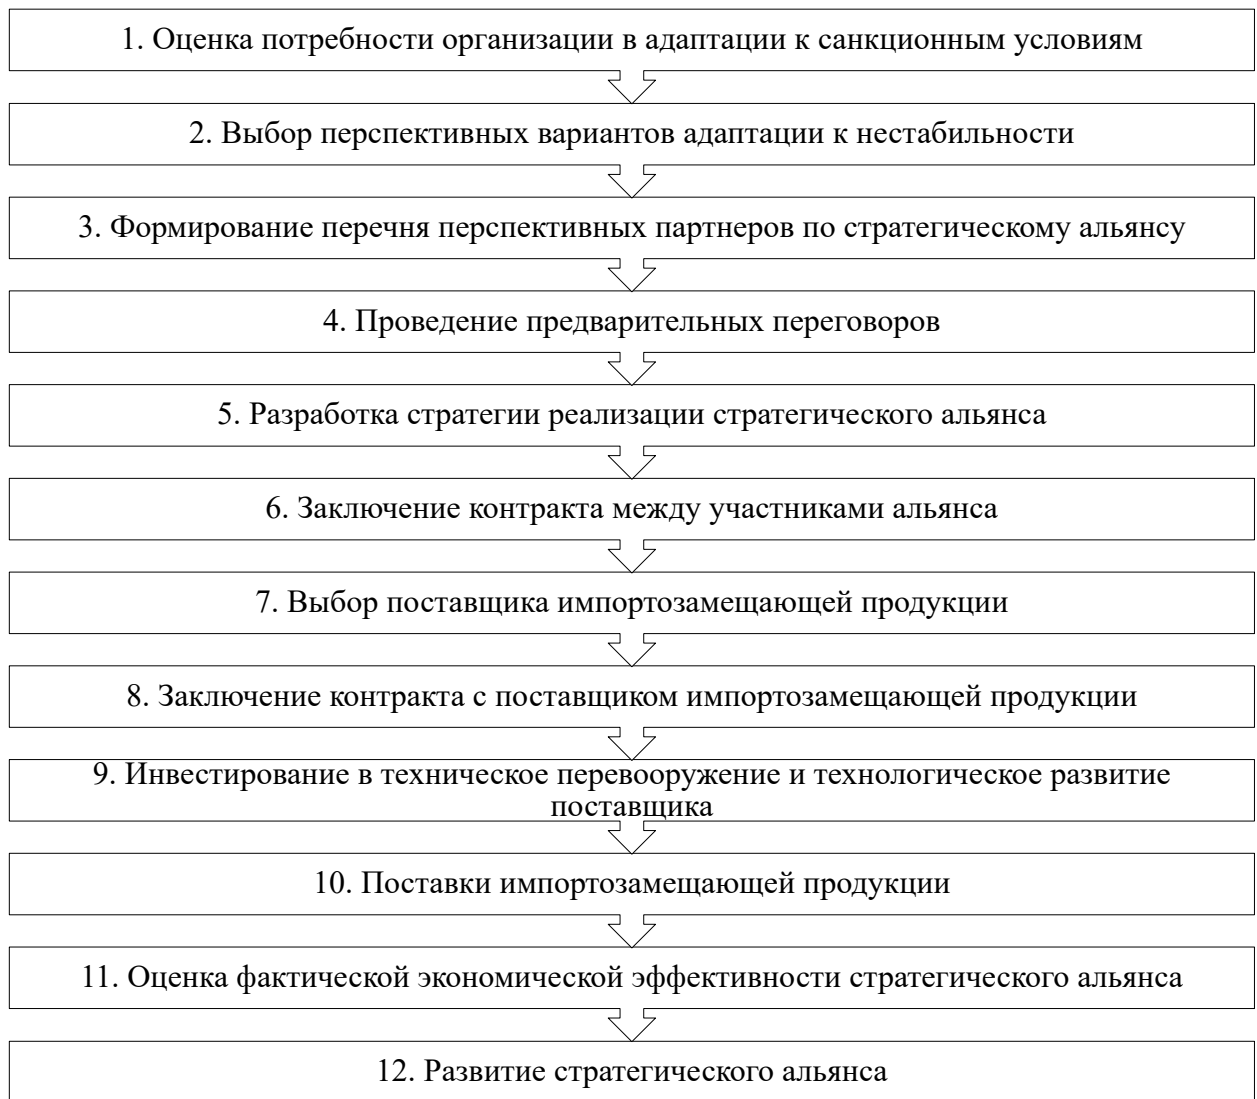 1. Оценка потребности организации в адаптации к санкционным условиям
2. Выбор перспективных вариантов адаптации к нестабильности
3. Формирование перечня перспективных партнеров по стратегическому альянсу
4. Проведение предварительных переговоров
5. Разработка стратегии реализации стратегического альянса
6. Заключение контракта между участниками альянса
7. Выбор поставщика импортозамещающей продукции
8. Заключение контракта с поставщиком импортозамещающей продукции
9. Инвестирование в техническое перевооружение и технологическое развитие
поставщика
10. Поставки импортозамещающей продукции
11. Оценка фактической экономической эффективности стратегического альянса
12. Развитие стратегического альянса